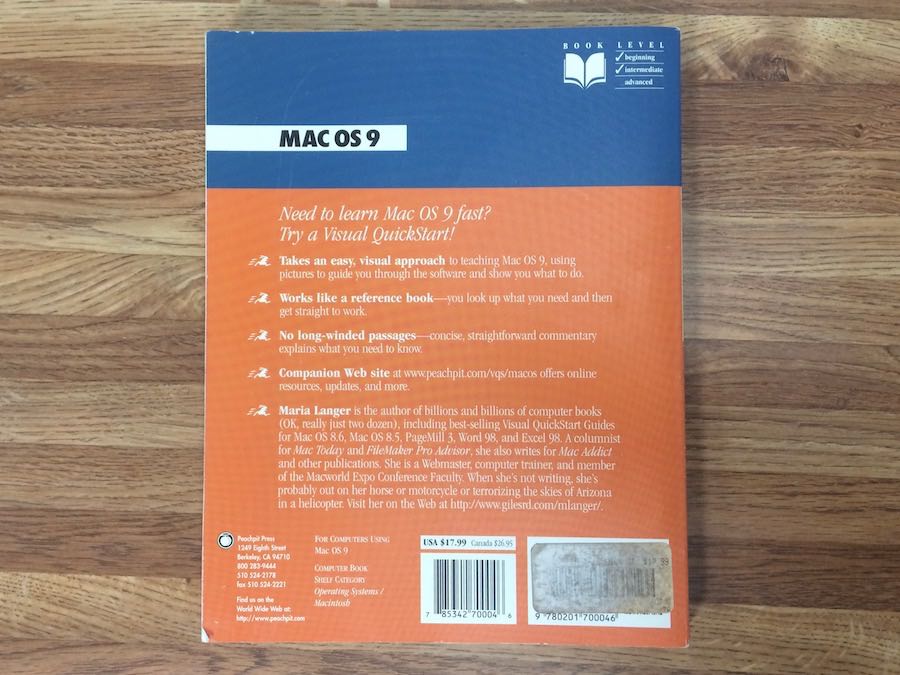 BOOK LEVEL
✓ beginning
✓ intermediate
advanced
MAC OS 9
Need to learn Mac OS 9 fast?
Try a Visual QuickStart!
Takes an easy, visual approach to teaching Mac OS 9, using
pictures to guide you through the software and show you what to do.
Works like a reference book—you look up what you need and then
get straight to work.
No long-winded passages—concise, straightforward commentary
explains what you need to know.
Companion Web site at www.peachpit.com/vqs/macos offers online
resources, updates, and more.
Maria Langer is the author of billions and billions of computer books
(OK, really just two dozen), including best-selling Visual QuickStart Guides
for Mac OS 8.6, Mac OS 8.5, PageMill 3, Word 98, and Excel 98. A columnist
for Mac Today and FileMaker Pro Advisor, she also writes for Mac Addict
and other publications. She is a Webmaster, computer trainer, and member
of the Macworld Expo Conference Faculty. When she's not writing, she's
probably out on her horse or motorcycle or terrorizing the skies of Arizona
in a helicopter. Visit her on the Web at http://www.gilesrd.com/mlanger/.
Peachpit Press
1249 Eighth Street
Berkeley, CA 94710
800 283-9444
510 524-2178
fax 510 524-2221
Find us on the
World Wide Web at:
http://www.peachpit.com
For Computers Using
Mac OS 9
Computer Book
Shelf Category
Operating Systems /
Macintosh
USA $17.99 Canada $26.95
7 85342 70004 6
9 780201 700046